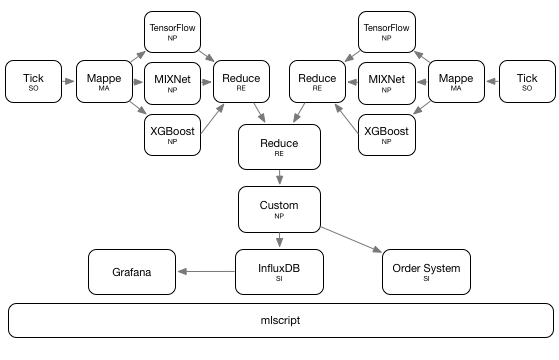 TensorFlow
NP
TensorFlow
NP
Tick
SO
Mappe
MA
MIXNet
NP
Reduce
RE
Reduce
RE
MIXNet
NP
Mappe
MA
Tick
SO
XGBoost
NP
XGBoost
NP
Reduce
RE
Custom
NP
Grafana
InfluxDB
SI
Order System
SI
mlscript